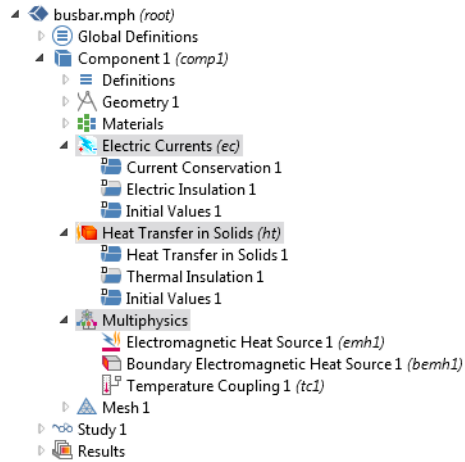 busbar.mph (root)
Global Definitions
Component 1 (comp1)
Definitions
Geometry 1
Materials
Electric Currents (ec)
Current Conservation 1
Electric Insulation 1
Initial Values 1
Heat Transfer in Solids (ht)
Heat Transfer in Solids 1
Thermal Insulation 1
Initial Values 1
Multiphysics
Electromagnetic Heat Source 1 (emh1)
Boundary Electromagnetic Heat Source 1 (bemh1)
Temperature Coupling 1 (tc1)
Mesh 1
Study 1
Results